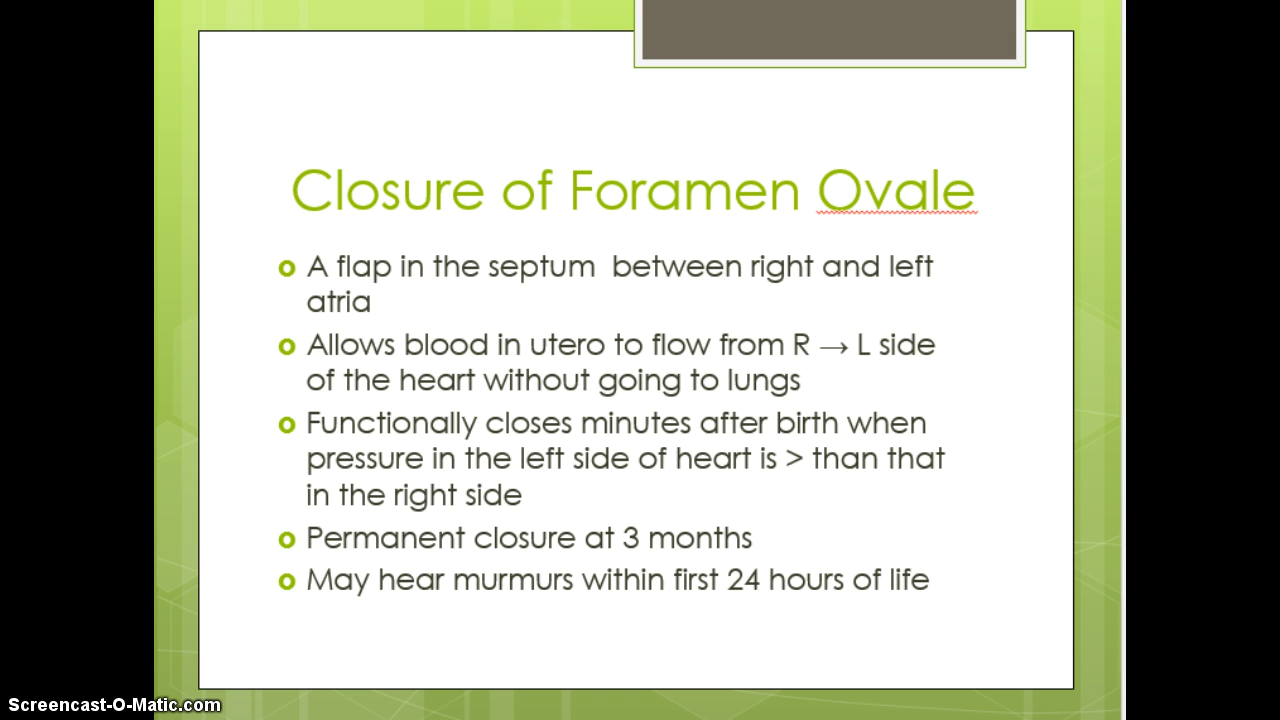 Closure of Foramen Ovale
o A flap in the septum  between right and left
atria
o Allows blood in utero to flow from R → L side
of the heart without going to lungs
o Functionally closes minutes after birth when
pressure in the left side of heart is > than that
in the right side
o Permanent closure at 3 months
o May hear murmurs within first 24 hours of life
Screencast-O-Matic.com